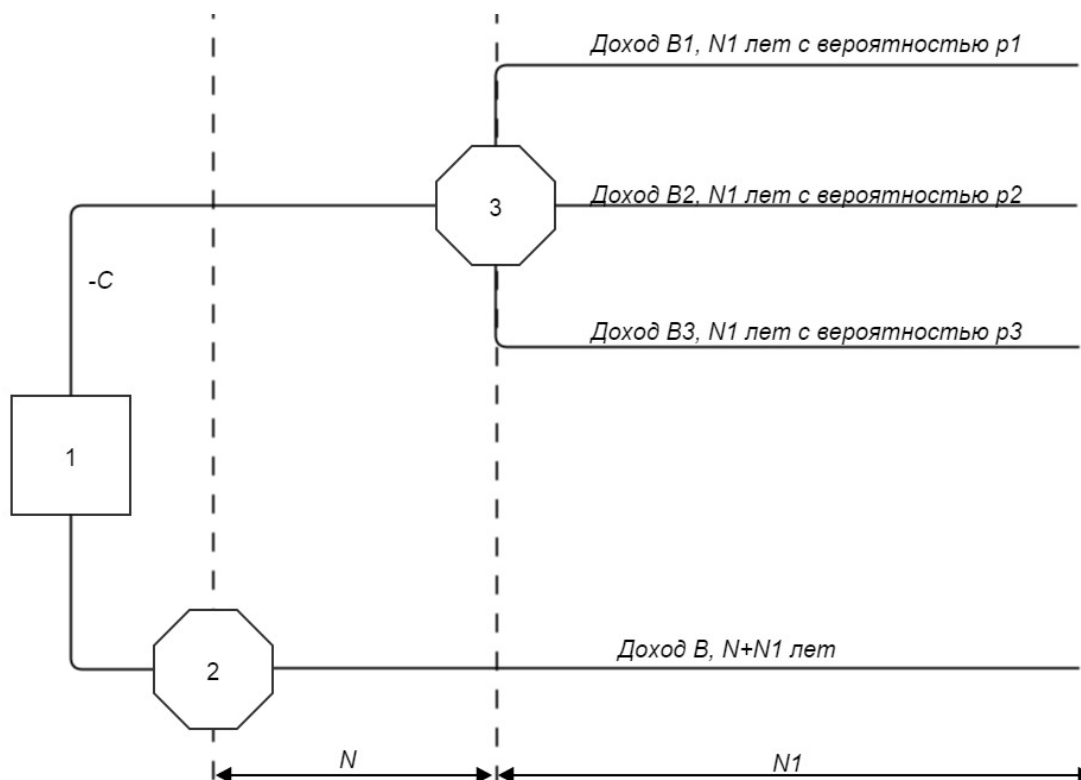 Доход B1, N1 лет с вероятностью p1
3
Доход B2, N1 лет с вероятностью p2
-C
Доход B3, N1 лет с вероятностью p3
1
2
Доход B, N+N1 лет
N
N1